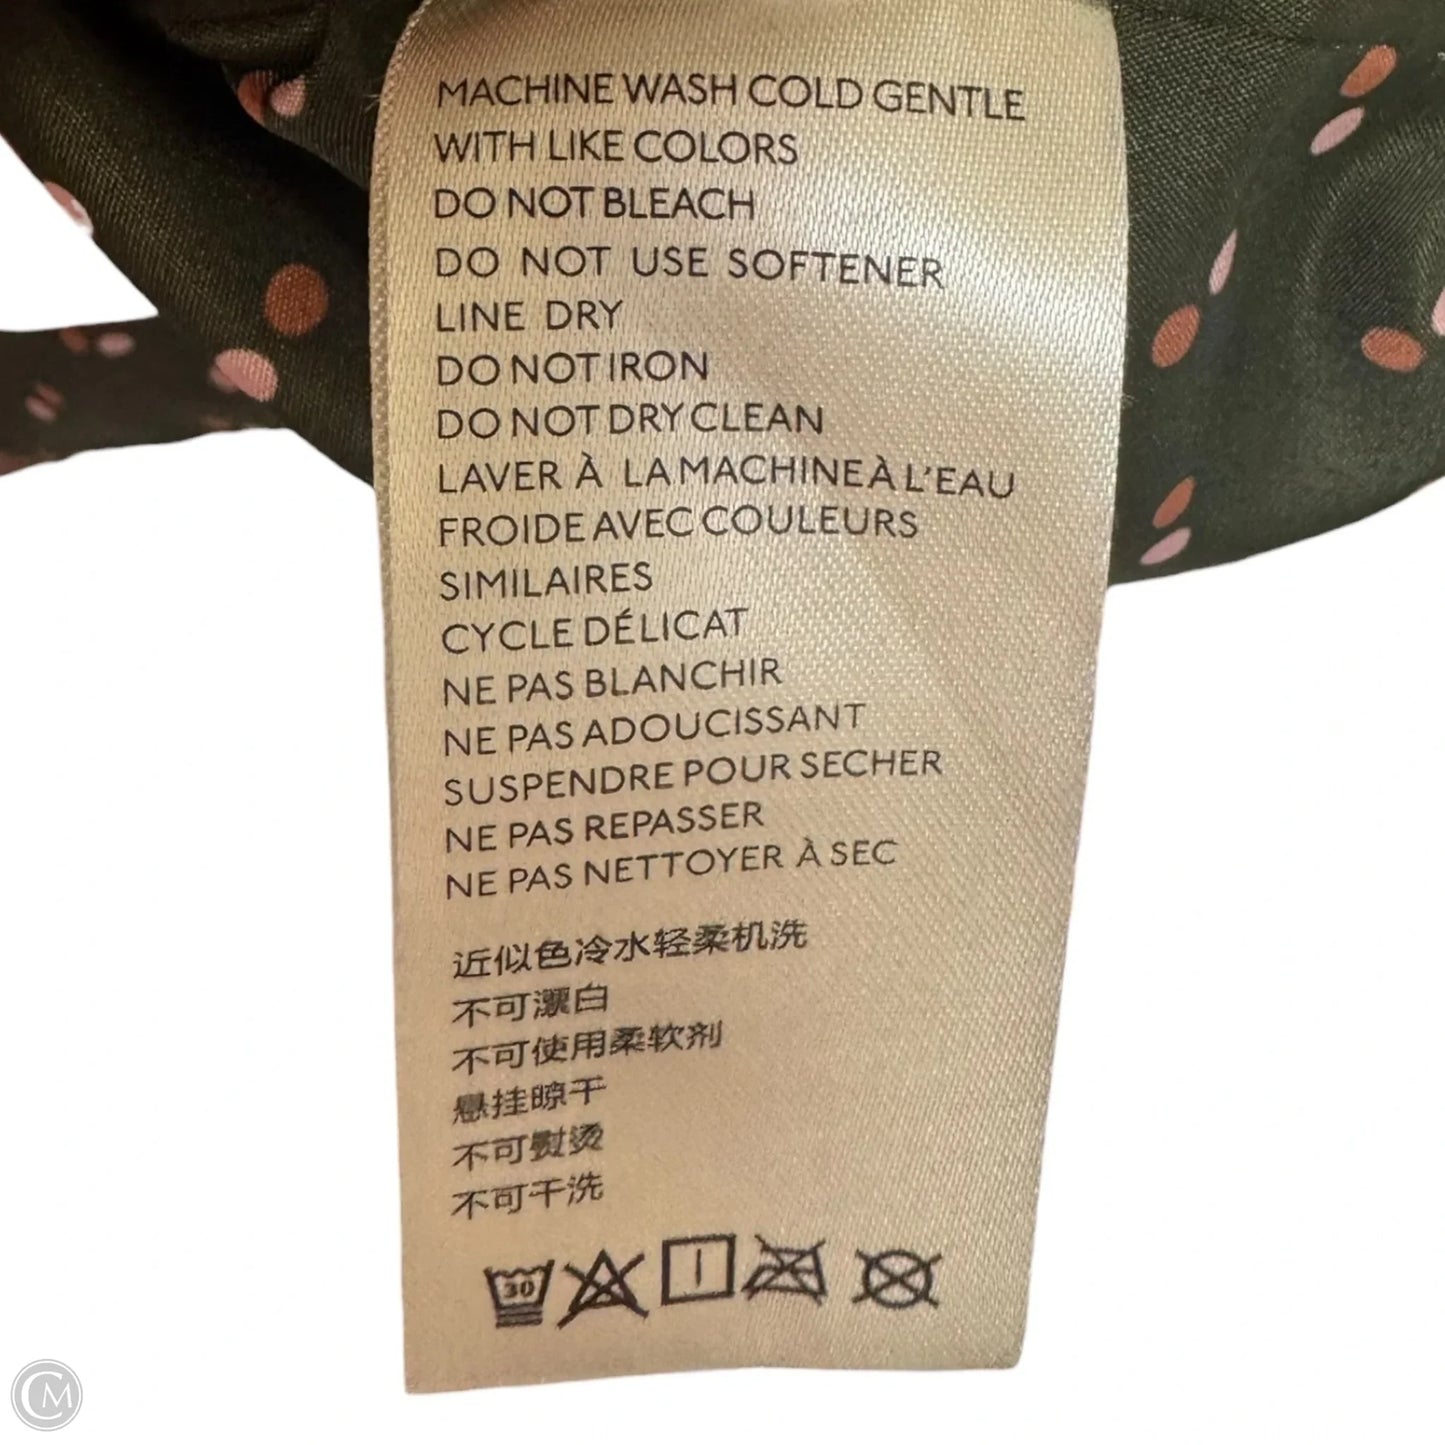 MACHINE WASH COLD GENTLE
WITH LIKE COLORS
DO NOT BLEACH
DO NOT USE SOFTENER
LINE DRY
DO NOT IRON
DO NOT DRY CLEAN
LAVER À LA MACHINE À L'EAU
FROIDE AVEC COULEURS
SIMILAIRES
CYCLE DÉLICAT
NE PAS BLANCHIR
NE PAS ADOUCISSANT
SUSPENDRE POUR SECHER
NE PAS REPASSER
NE PAS NETTOYER À SEC
近似色冷水轻柔机洗
不可漂白
不可使用柔软剂
悬挂晾干
不可熨烫
不可干洗
30
CM